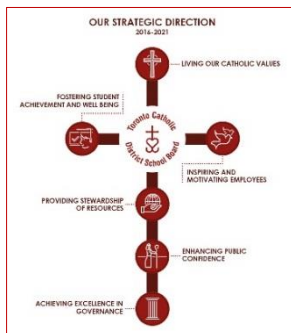 OUR STRATEGIC DIRECTION
2016-2021
LIVING OUR CATHOLIC VALUES
FOSTERING STUDENT
ACHIEVEMENT AND WELL BEING
Toronto Catholic
District School Board
INSPIRING AND
MOTIVATING EMPLOYEES
PROVIDING STEWARDSHIP
OF RESOURCES
ENHANCING PUBLIC
CONFIDENCE
ACHIEVING EXCELLENCE IN
GOVERNANCE